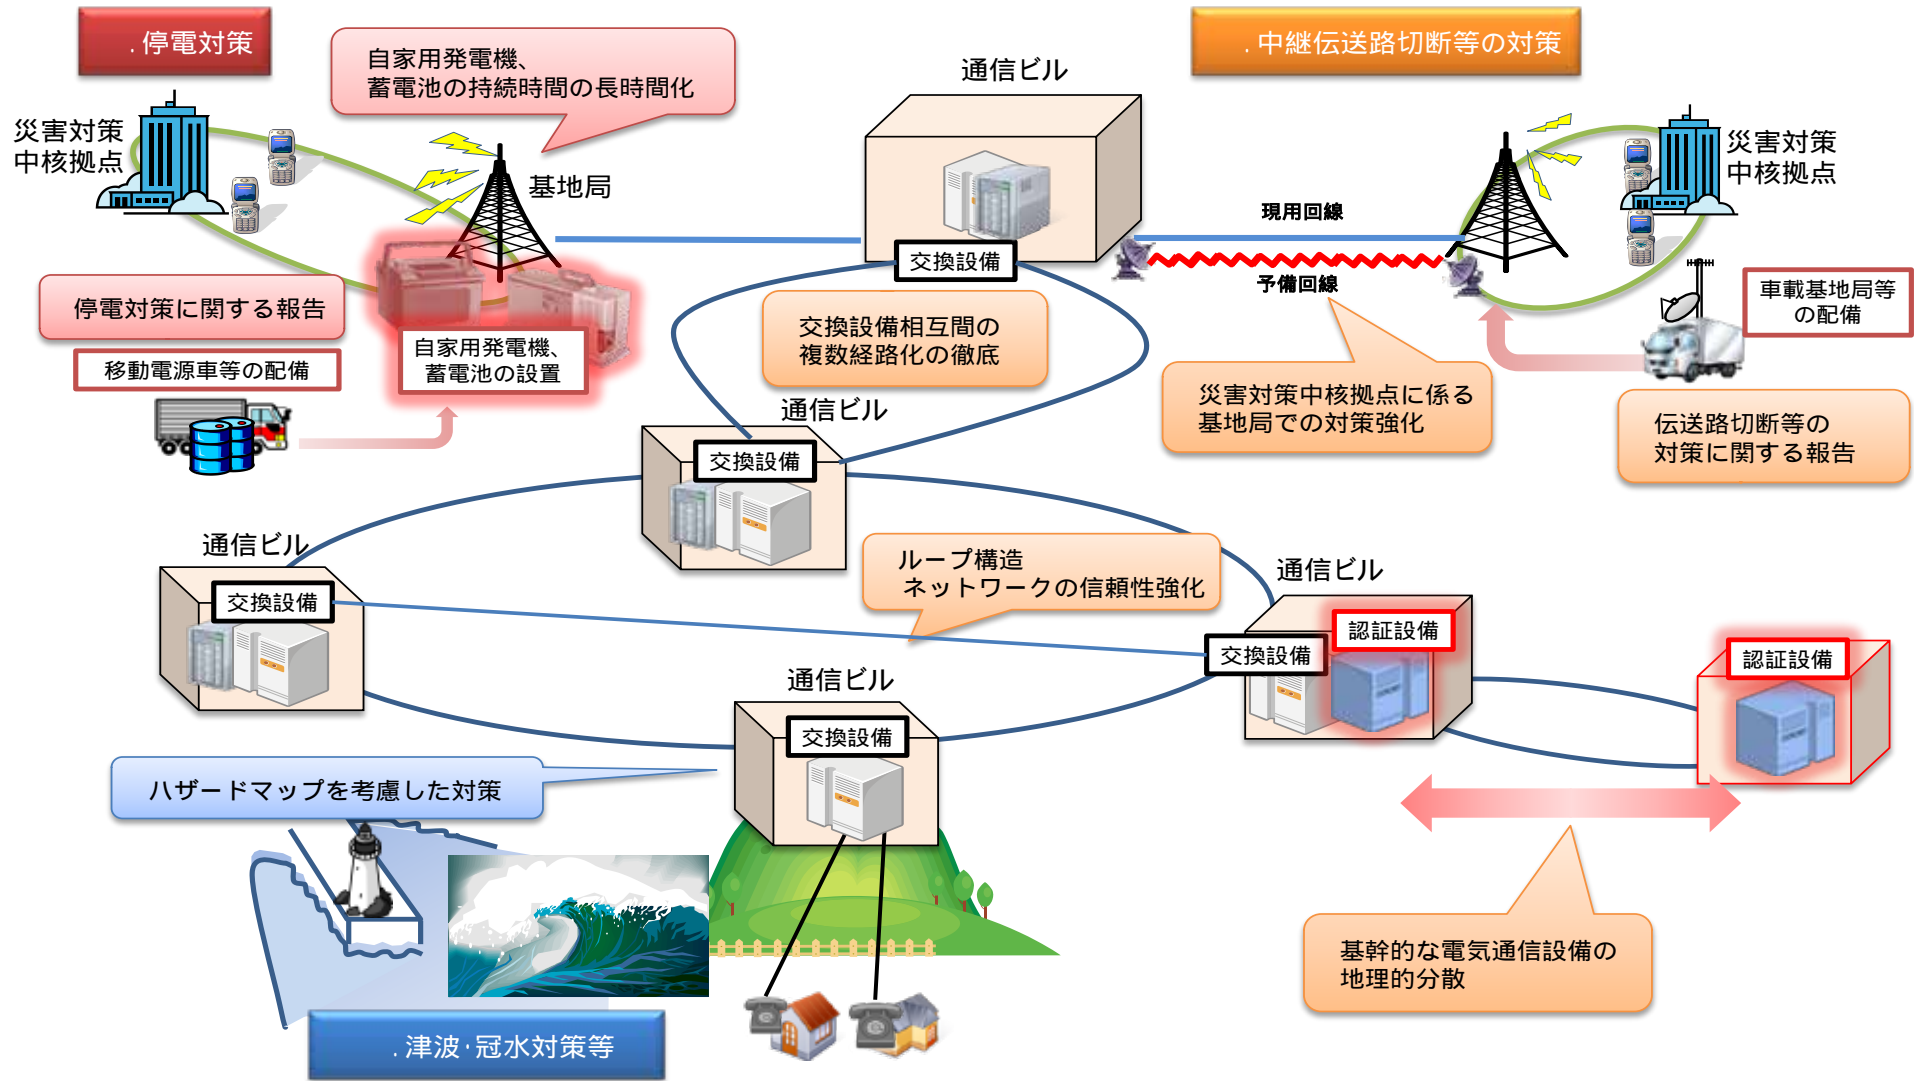 ．停電対策
自家用発電機、
蓄電池の持続時間の長時間化
通信ビル
．中継伝送路切断等の対策
災害対策
中核拠点
基地局
災害対策
中核拠点
現用回線
交換設備
予備回線
停電対策に関する報告
車載基地局等
の配備
交換設備相互間の
複数経路化の徹底
移動電源車等の配備
自家用発電機、
蓄電池の設置
災害対策中核拠点に係る
基地局での対策強化
通信ビル
伝送路切断等の
対策に関する報告
交換設備
通信ビル
ループ構造
ネットワークの信頼性強化
通信ビル
交換設備
認証設備
交換設備
認証設備
通信ビル
交換設備
ハザードマップを考慮した対策
基幹的な電気通信設備の
地理的分散
．津波･冠水対策等